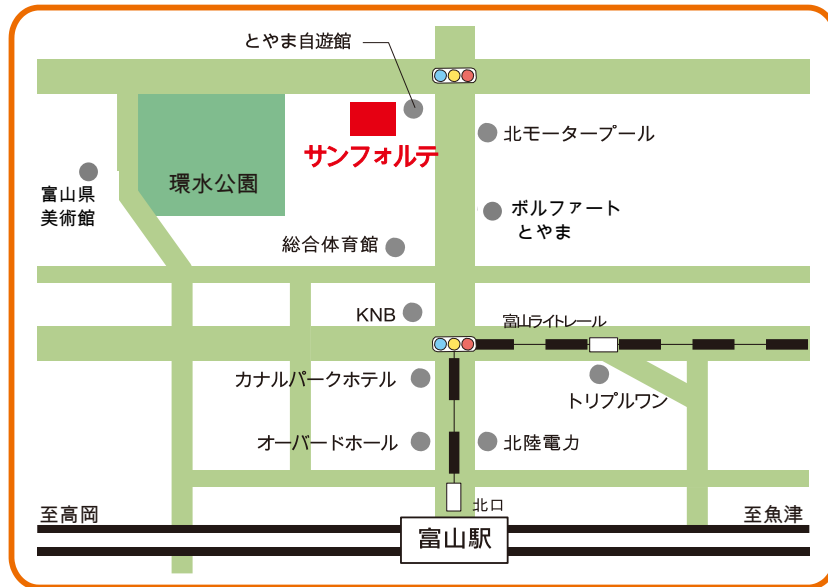 とやま自遊館
北モータープール
サンフォルテ
環水公園
富山県
美術館
ボルファート
とやま
総合体育館
KNB
富山ライトレール
カナルパークホテル
トリプルワン
オーバードホール
北陸電力
北口
至高岡
至魚津
富山駅